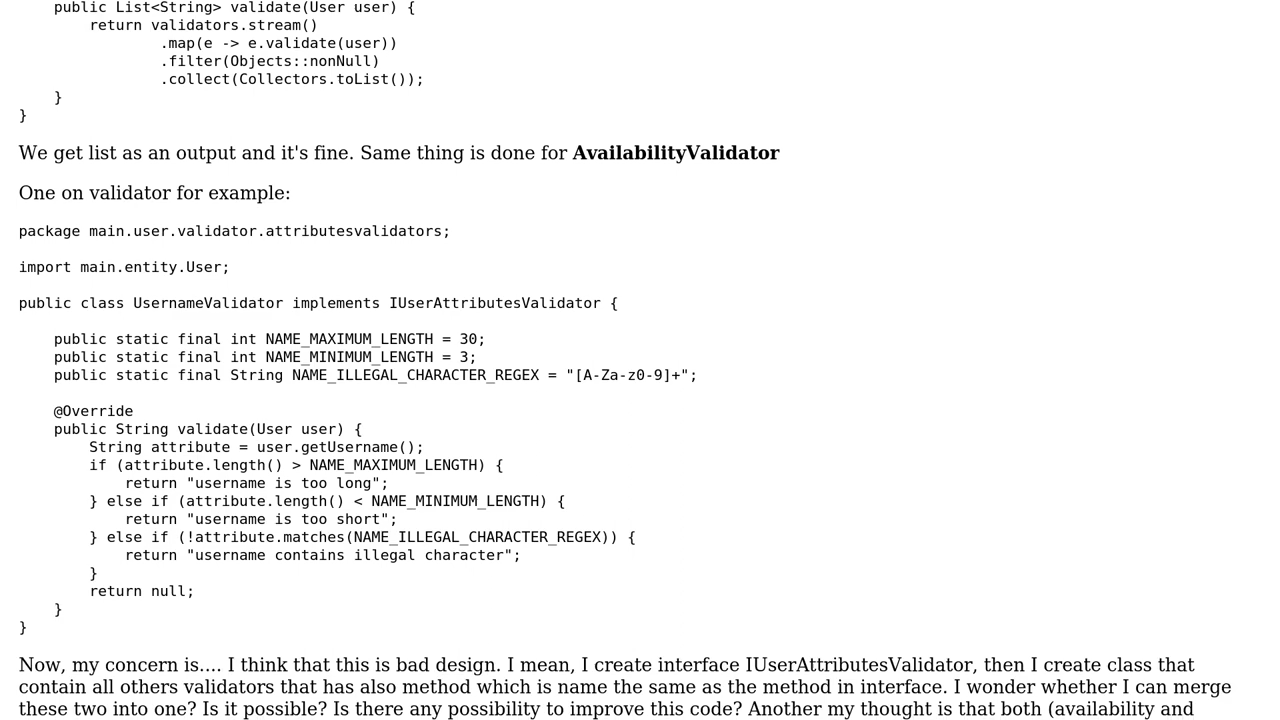 public List<String> validate(User user) {
        return validators.stream()
                .map(e -> e.validate(user))
                .filter(Objects::nonNull)
                .collect(Collectors.toList());
    }
}
We get list as an output and it's fine. Same thing is done for AvailabilityValidator
One on validator for example:
package main.user.validator.attributesvalidators;
import main.entity.User;
public class UsernameValidator implements IUserAttributesValidator {
    public static final int NAME_MAXIMUM_LENGTH = 30;
    public static final int NAME_MINIMUM_LENGTH = 3;
    public static final String NAME_ILLEGAL_CHARACTER_REGEX = "[A-Za-z0-9]+";
    @Override
    public String validate(User user) {
        String attribute = user.getUsername();
        if (attribute.length() > NAME_MAXIMUM_LENGTH) {
            return "username is too long";
        } else if (attribute.length() < NAME_MINIMUM_LENGTH) {
            return "username is too short";
        } else if (!attribute.matches(NAME_ILLEGAL_CHARACTER_REGEX)) {
            return "username contains illegal character";
        }
        return null;
    }
}
Now, my concern is.... I think that this is bad design. I mean, I create interface IUserAttributesValidator, then I create class that
contain all others validators that has also method which is name the same as the method in interface. I wonder whether I can merge
these two into one? Is it possible? Is there any possibility to improve this code? Another my thought is that both (availability and